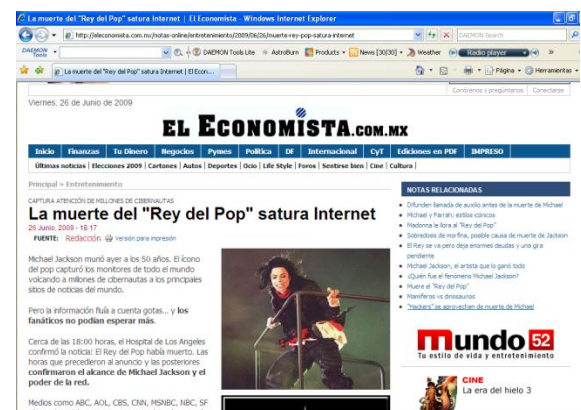 La muerte del "Rey del Pop" satura Internet | El Economista - Windows Internet Explorer
http://eleconomista.com.mx/notas-online/entretenimiento/2009/06/26/muerte-rey-pop-satura-internet
DAEMON Search
DAEMON Tools
DAEMON Tools Lite AstroBurn Products News [30|30] Weather Radio player
La muerte del "Rey del Pop" satura Internet | El Econ...
Página Herramientas
Conócenos y pregúntanos Conectarse
Viernes, 26 de Junio de 2009
EL ECONOMISTA.COM.MX
Inicio Finanzas Tu Dinero Negocios Pymes Política DF Internacional CyT Ediciones en PDF IMPRESO
Últimas noticias | Elecciones 2009 | Cartones | Autos | Deportes | Ocio | Life Style | Foros | Sentirse bien | Cine | Cultura |
Principal » Entretenimiento
CAPTURA ATENCIÓN DE MILLONES DE CIBERNAUTAS
La muerte del "Rey del Pop" satura Internet
26 Junio, 2009 - 16:17
FUENTE: Redacción Versión para impresión
Michael Jackson murió ayer a los 50 años. El ícono
del pop capturó los monitores de todo el mundo
volcando a millones de cibernautas a los principales
sitios de noticias del mundo.
Pero la información fluía a cuenta gotas... y los
fanáticos no podían esperar más.
Cerca de las 18:00 horas, el Hospital de Los Angeles
confirmó la noticia: El Rey del Pop había muerto. Las
horas que precederon al anuncio y las posteriores
confirmaron el alcance de Michael Jackson y el
poder de la red.
Medios como ABC, AOL, CBS, CNN, MSNBC, NBC, SF
NOTAS RELACIONADAS
Difunden llamada de auxilio antes de la muerte de Michael
Michael y Farrah: estilos icónicos
Madonna le llora al "Rey del Pop"
Sobredosis de morfina, posible causa de muerte de Jackson
El Rey se va pero deja enormes deudas y una gira
pendiente
Michael Jackson, el artista que lo ganó todo
¿Quién fue el fenómeno Michael Jackson?
Muere el "Rey del Pop"
Mamíferos vs dinosaurios
"Hackers" se aprovechan de muerte de Michael
mundo 52
Tu estilo de vida y entretenimiento
CINE
La era del hielo 3